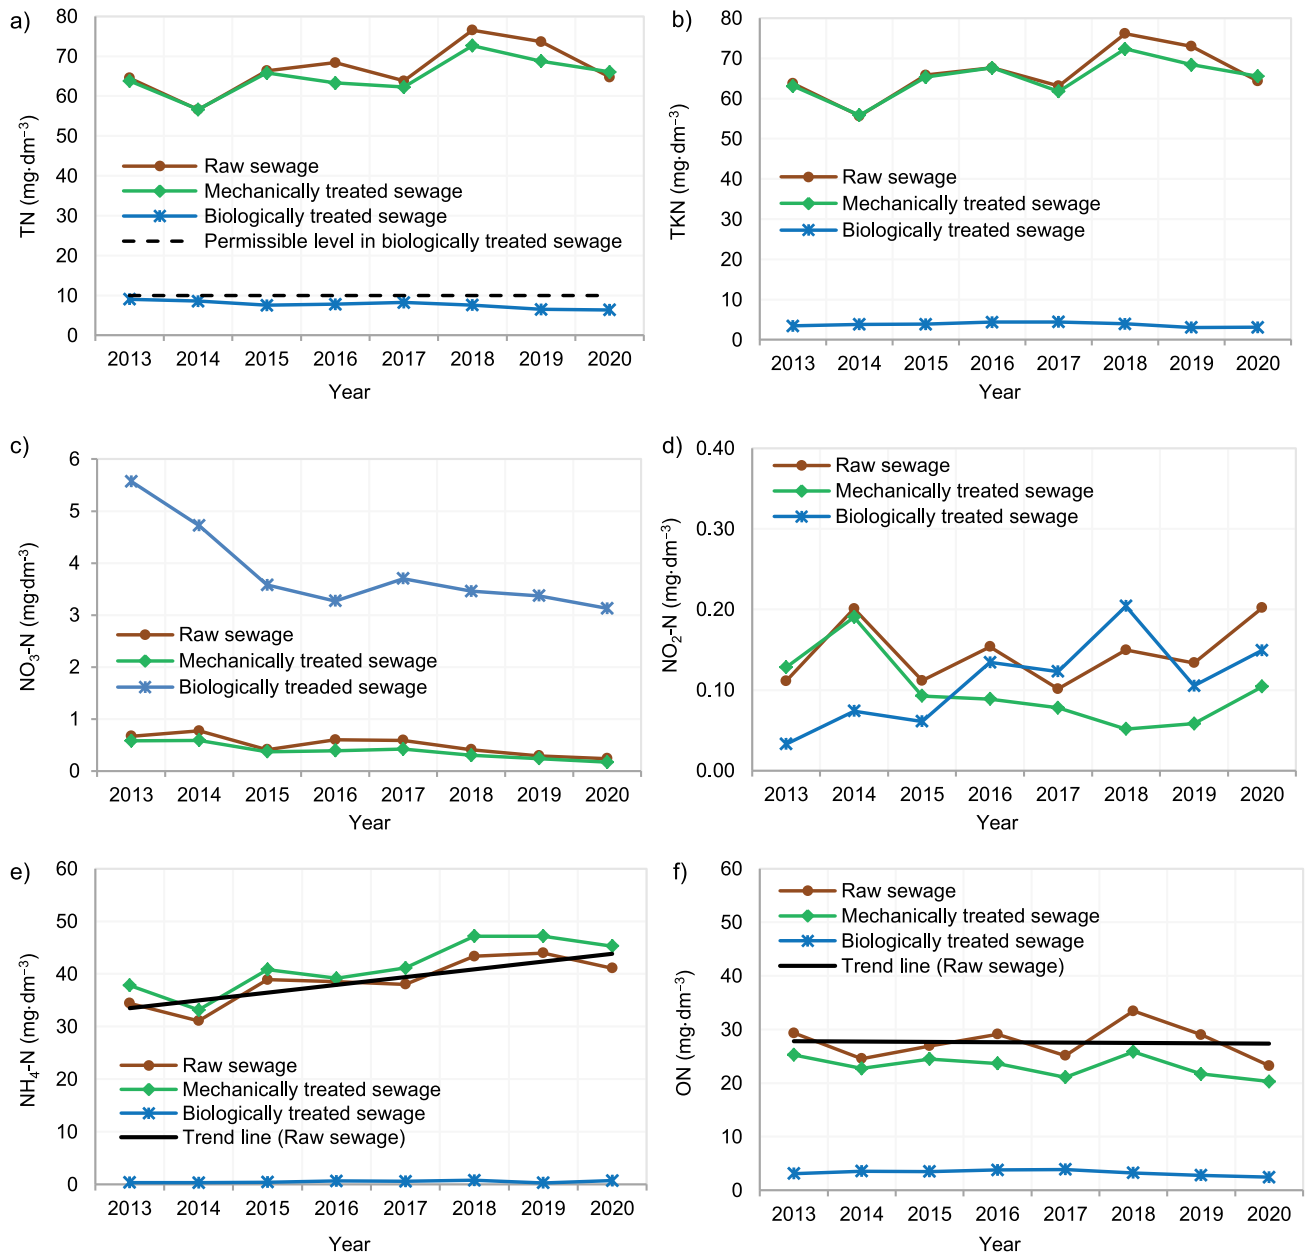 a)
TN (mg·dm⁻³)
80
70
60
50
40
30
20
10
0
Raw sewage
Mechanically treated sewage
Biologically treated sewage
Permissible level in biologically treated sewage
2013 2014 2015 2016 2017 2018 2019 2020
Year
b)
TKN (mg·dm⁻³)
80
70
60
50
40
30
20
10
0
Raw sewage
Mechanically treated sewage
Biologically treated sewage
2013 2014 2015 2016 2017 2018 2019 2020
Year
c)
NO₃-N (mg·dm⁻³)
6
5
4
3
2
1
0
Raw sewage
Mechanically treated sewage
Biologically treaded sewage
2013 2014 2015 2016 2017 2018 2019 2020
Year
d)
NO₂-N (mg·dm⁻³)
0.40
0.30
0.20
0.10
0.00
Raw sewage
Mechanically treated sewage
Biologically treated sewage
2013 2014 2015 2016 2017 2018 2019 2020
Year
e)
NH₄-N (mg·dm⁻³)
60
50
40
30
20
10
0
Raw sewage
Mechanically treated sewage
Biologically treated sewage
Trend line (Raw sewage)
2013 2014 2015 2016 2017 2018 2019 2020
Year
f)
ON (mg·dm⁻³)
60
50
40
30
20
10
0
Raw sewage
Mechanically treated sewage
Biologically treated sewage
Trend line (Raw sewage)
2013 2014 2015 2016 2017 2018 2019 2020
Year